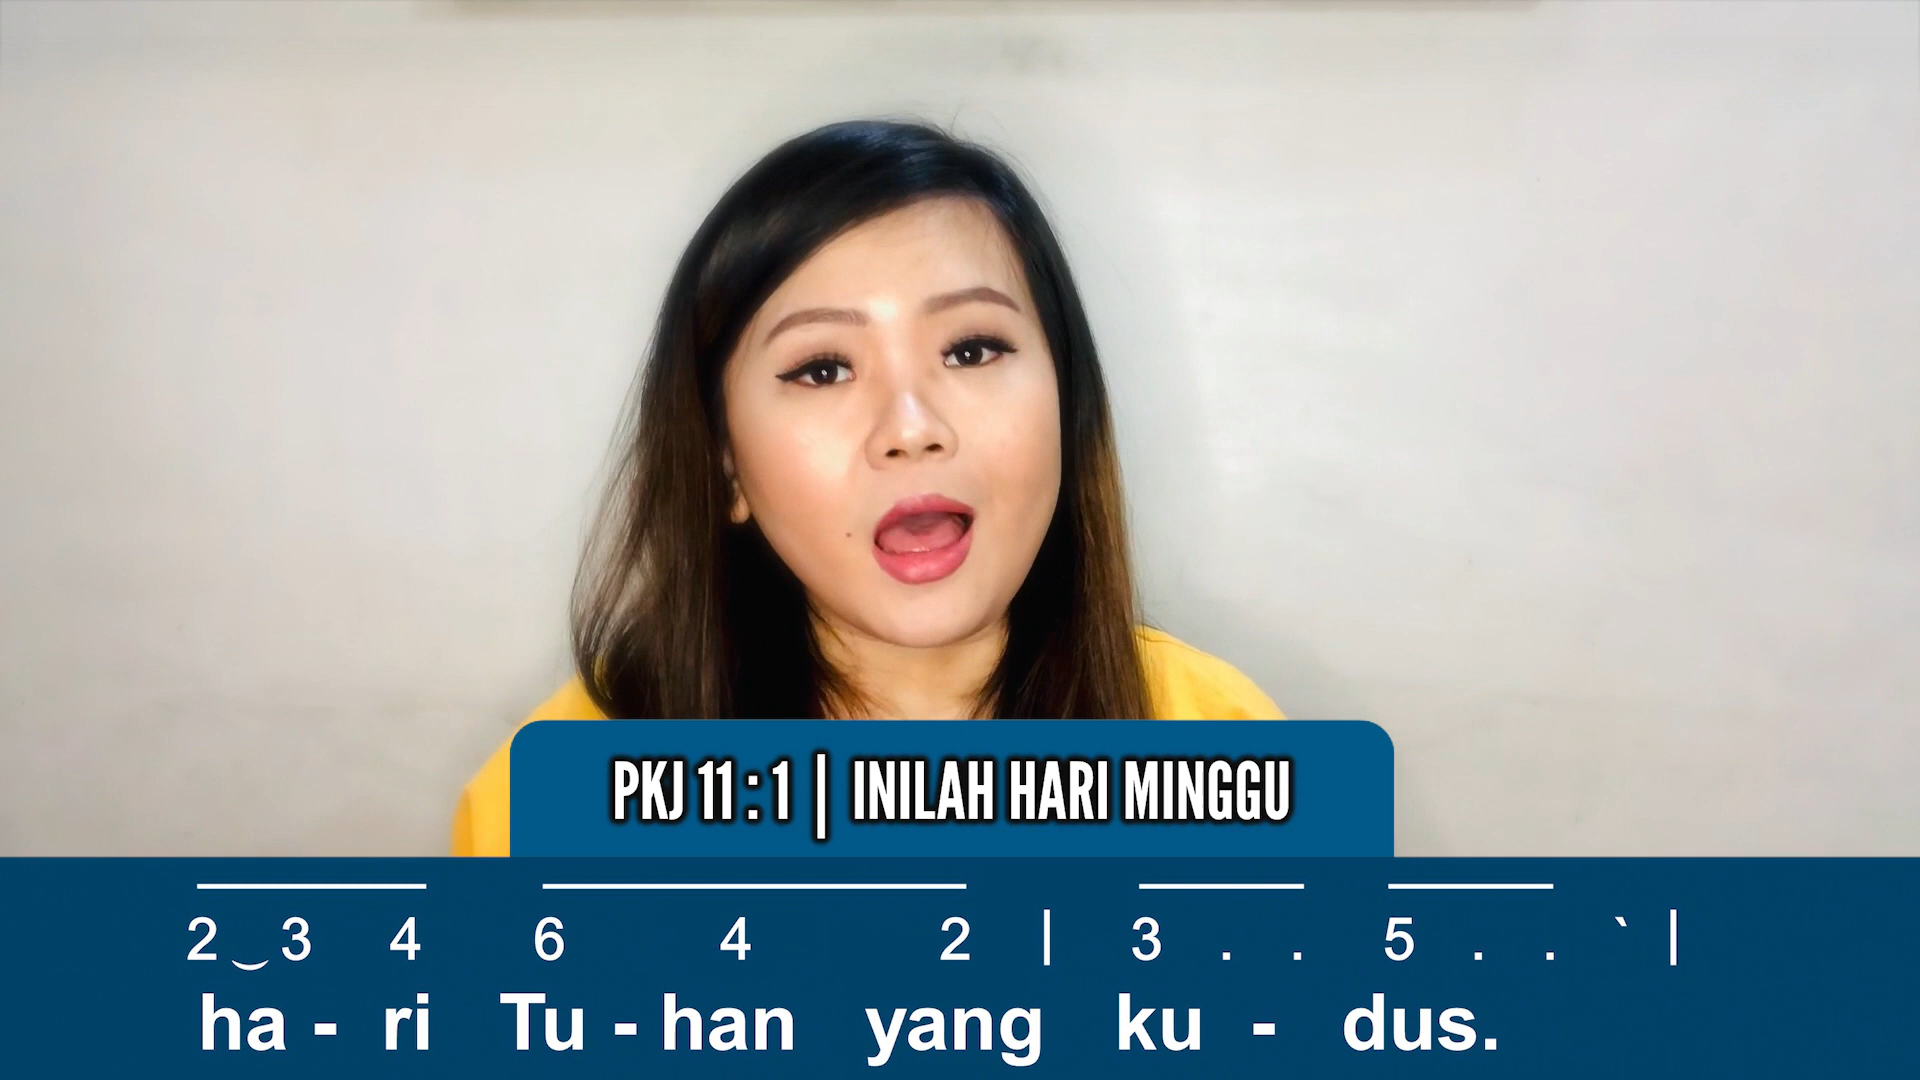 PKJ 11 : 1 | INILAH HARI MINGGU
2 ‿ 3 4 6 4 2 | 3 . . 5 . . ` |
ha - ri Tu - han yang ku - dus.